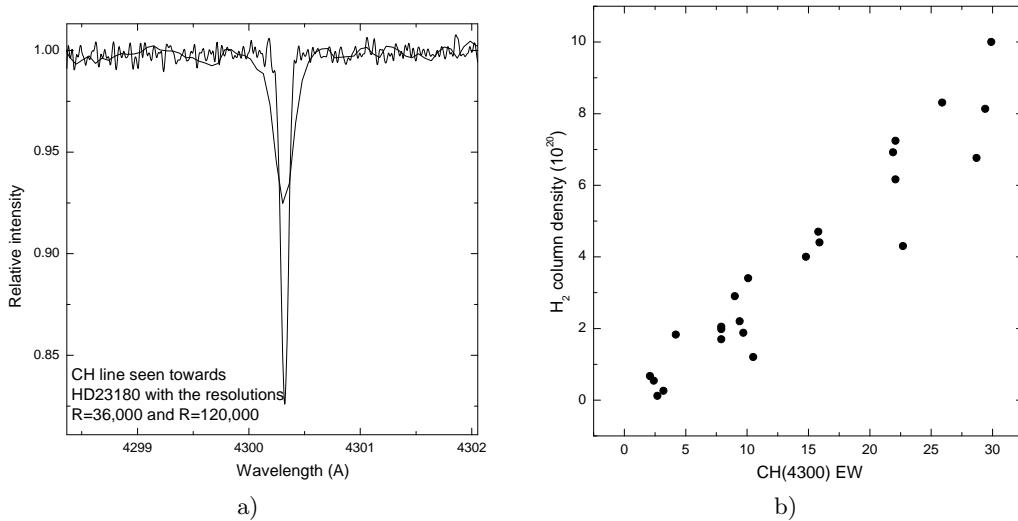 1.00
0.95
0.90
0.85
Relative intensity
CH line seen towards
HD23180 with the resolutions
R=36,000 and R=120,000
4299
4300
4301
4302
Wavelength (A)
a)
10
8
6
4
2
0
H₂ column density (10²⁰)
0
5
10
15
20
25
30
CH(4300) EW
b)